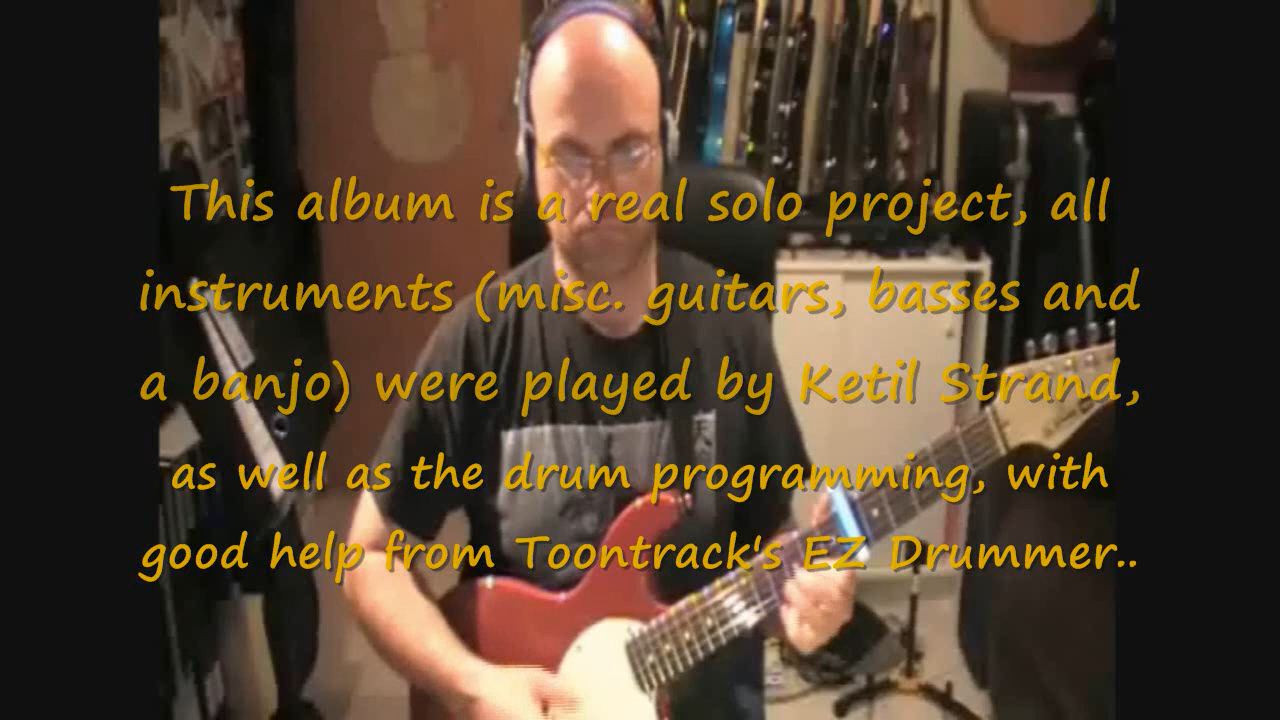 This album is a real solo project, all
instruments (misc. guitars, basses and
a banjo) were played by Ketil Strand,
as well as the drum programming, with
good help from Toontrack's EZ Drummer..